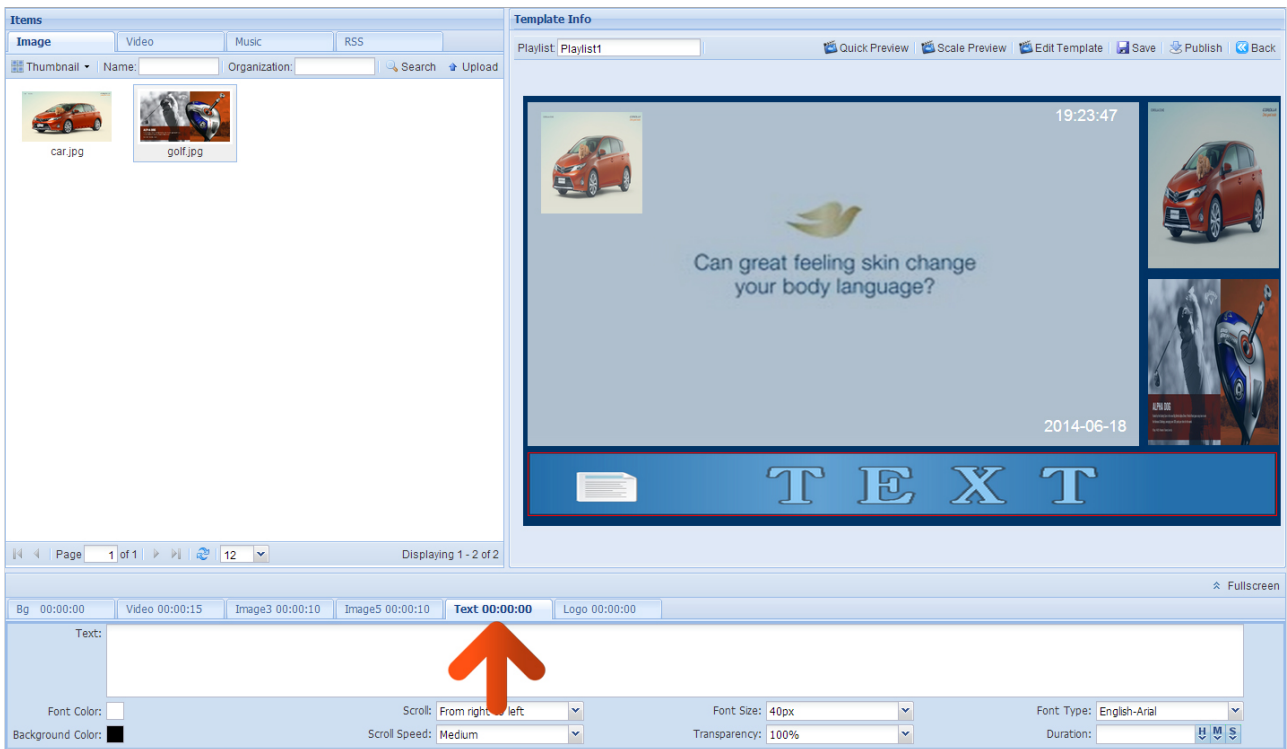 Items
Image Video Music RSS
Thumbnail Name: Organization: Search Upload
car.jpg golf.jpg
Page 1 of 1 12 Displaying 1 - 2 of 2
Template Info
Playlist: Playlist1 Quick Preview Scale Preview Edit Template Save Publish Back
19:23:47
Can great feeling skin change
your body language?
2014-06-18
ALPHA DOG
TEXT
Fullscreen
Bg 00:00:00 Video 00:00:15 Image3 00:00:10 Image5 00:00:10 Text 00:00:00 Logo 00:00:00
Text:
Font Color: Scroll: From right left Font Size: 40px Font Type: English-Arial
Background Color: Scroll Speed: Medium Transparency: 100% Duration: H M S